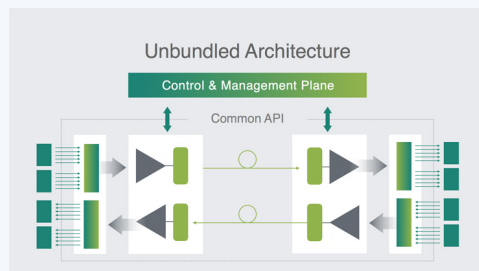 Unbundled Architecture
Control & Management Plane
Common API